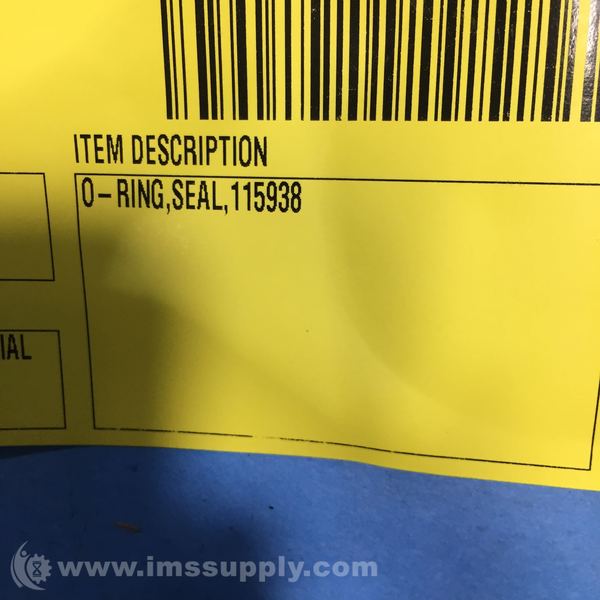 ITEM DESCRIPTION
O-RING,SEAL,115938
IAL
www.imssupply.com